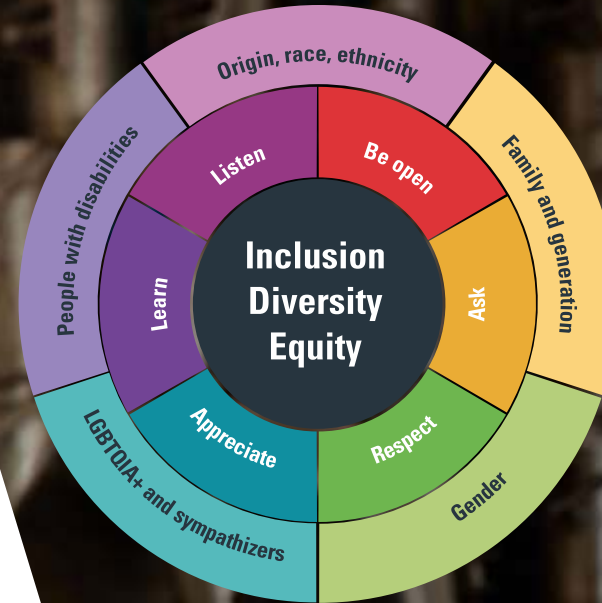 Origin, race, ethnicity
Family and generation
Gender
LGBTQIA+ and sympathizers
People with disabilities
Listen
Be open
Ask
Respect
Appreciate
Learn
Inclusion
Diversity
Equity